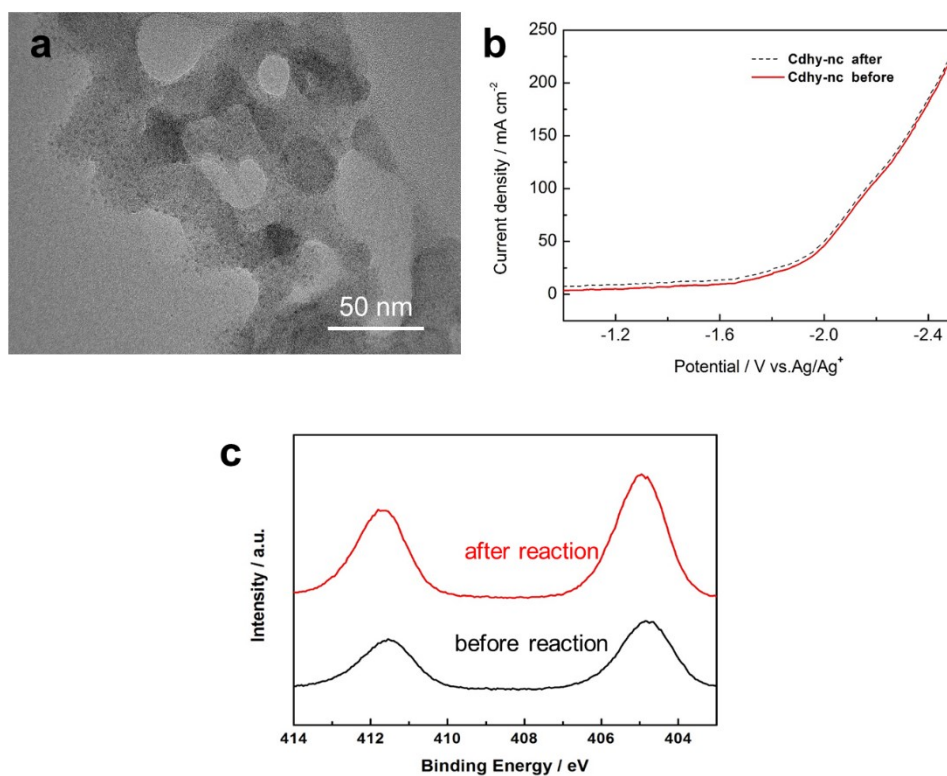 a
50 nm
b
Current density / mA cm⁻²
250
200
150
100
50
0
Cdhy-nc after
Cdhy-nc before
-1.2
-1.6
-2.0
-2.4
Potential / V vs.Ag/Ag⁺
c
Intensity / a.u.
after reaction
before reaction
414
412
410
408
406
404
Binding Energy / eV